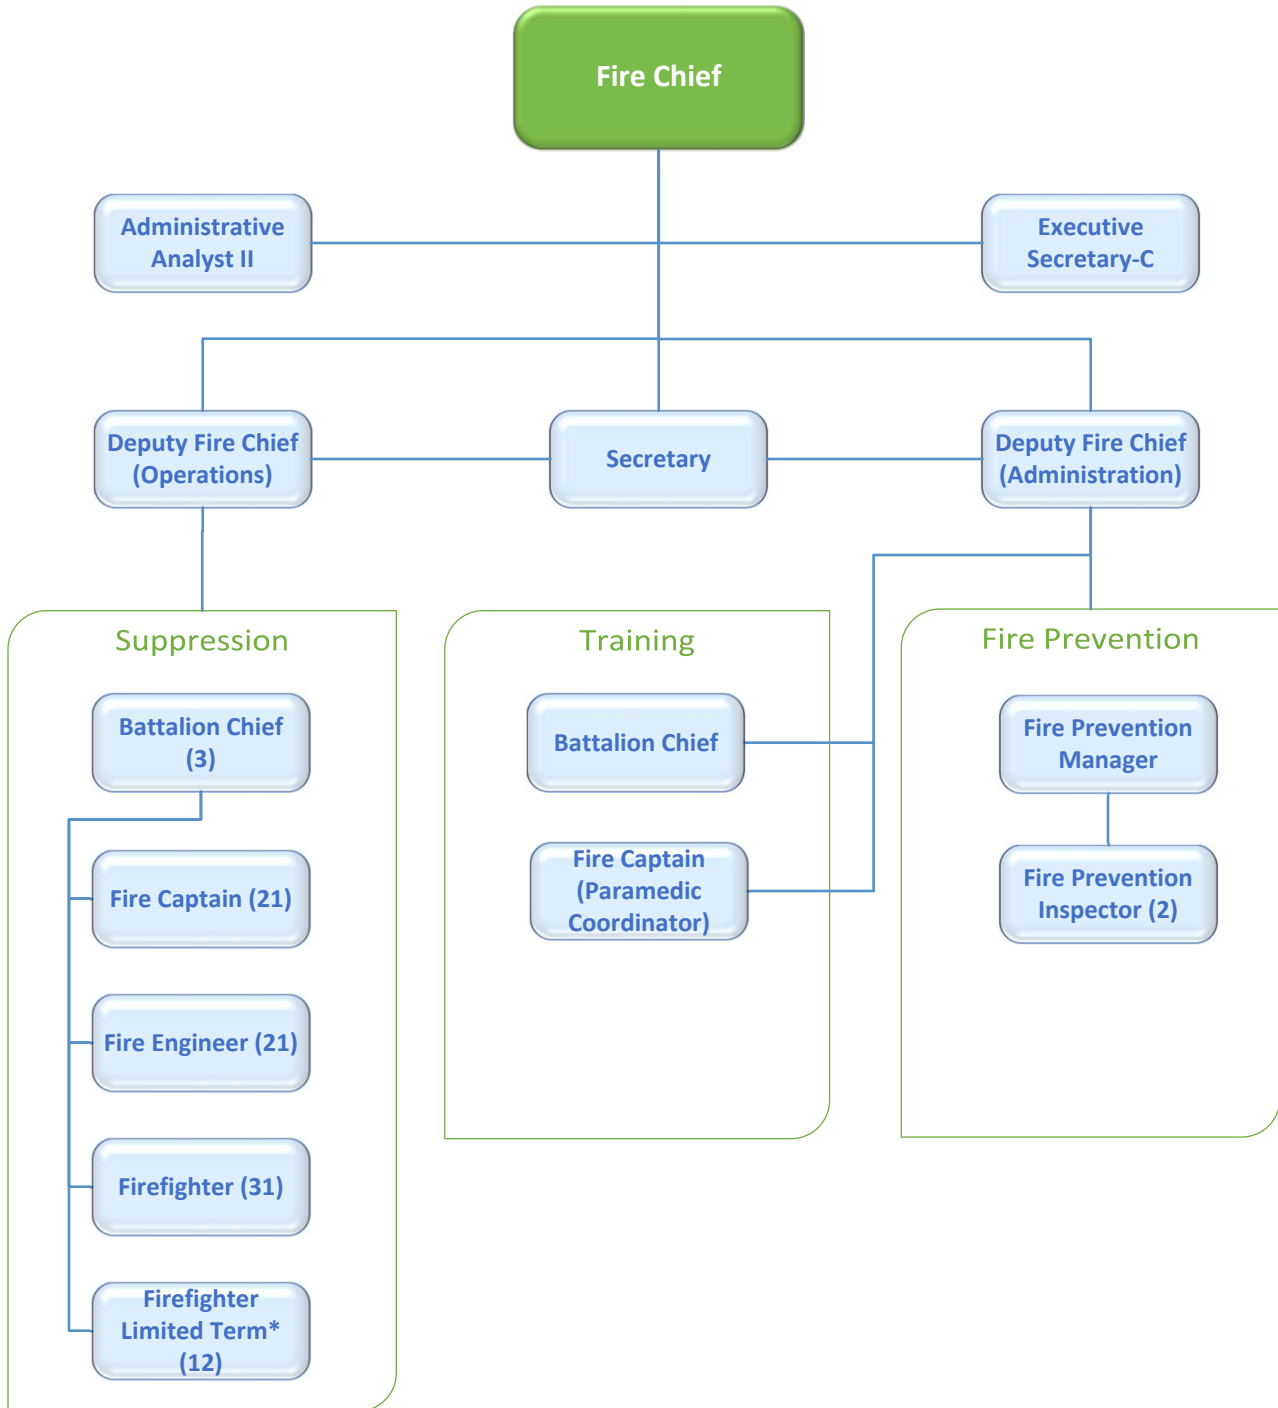 Fire Chief
Administrative
Analyst II
Executive
Secretary-C
Deputy Fire Chief
(Operations)
Secretary
Deputy Fire Chief
(Administration)
Suppression
Battalion Chief
(3)
Fire Captain (21)
Fire Engineer (21)
Firefighter (31)
Firefighter
Limited Term*
(12)
Training
Battalion Chief
Fire Captain
(Paramedic
Coordinator)
Fire Prevention
Fire Prevention
Manager
Fire Prevention
Inspector (2)